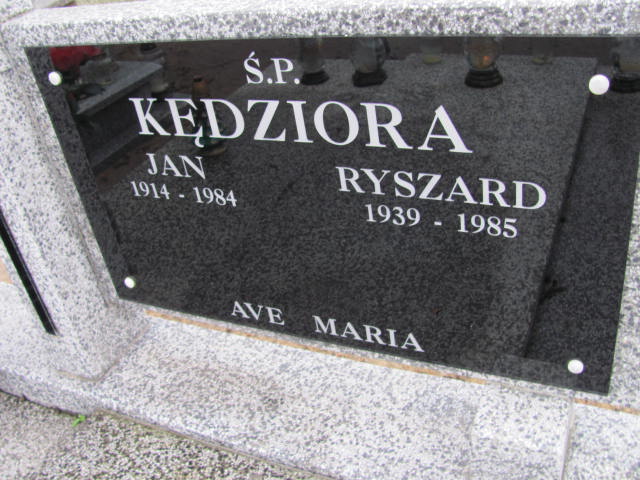 Ś.P.
KĘDZIORA
JAN
1914 - 1984
RYSZARD
1939 - 1985
AVE MARIA